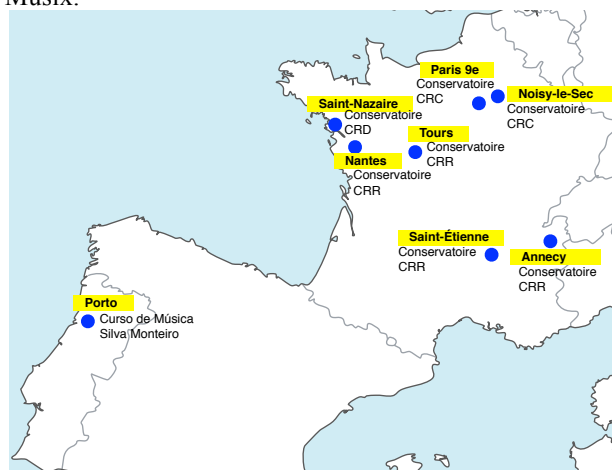 Musix.
Paris 9e
Conservatoire
CRC
Noisy-le-Sec
Conservatoire
CRC
Saint-Nazaire
Conservatoire
CRD
Tours
Conservatoire
CRR
Nantes
Conservatoire
CRR
Saint-Étienne
Conservatoire
CRR
Annecy
Conservatoire
CRR
Porto
Curso de Música
Silva Monteiro